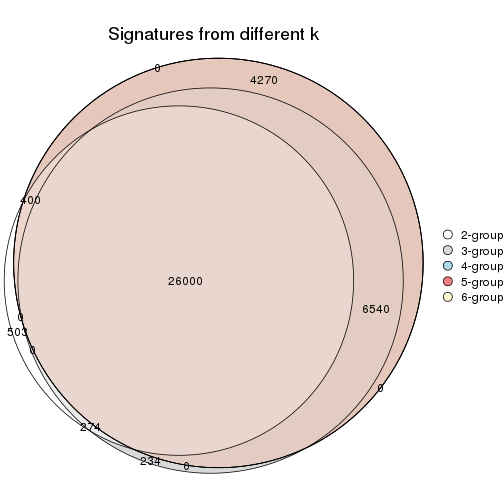 Signatures from different k
0
4270
400
26000
6540
0
503
0
0
274
234
0
2-group
3-group
4-group
5-group
6-group